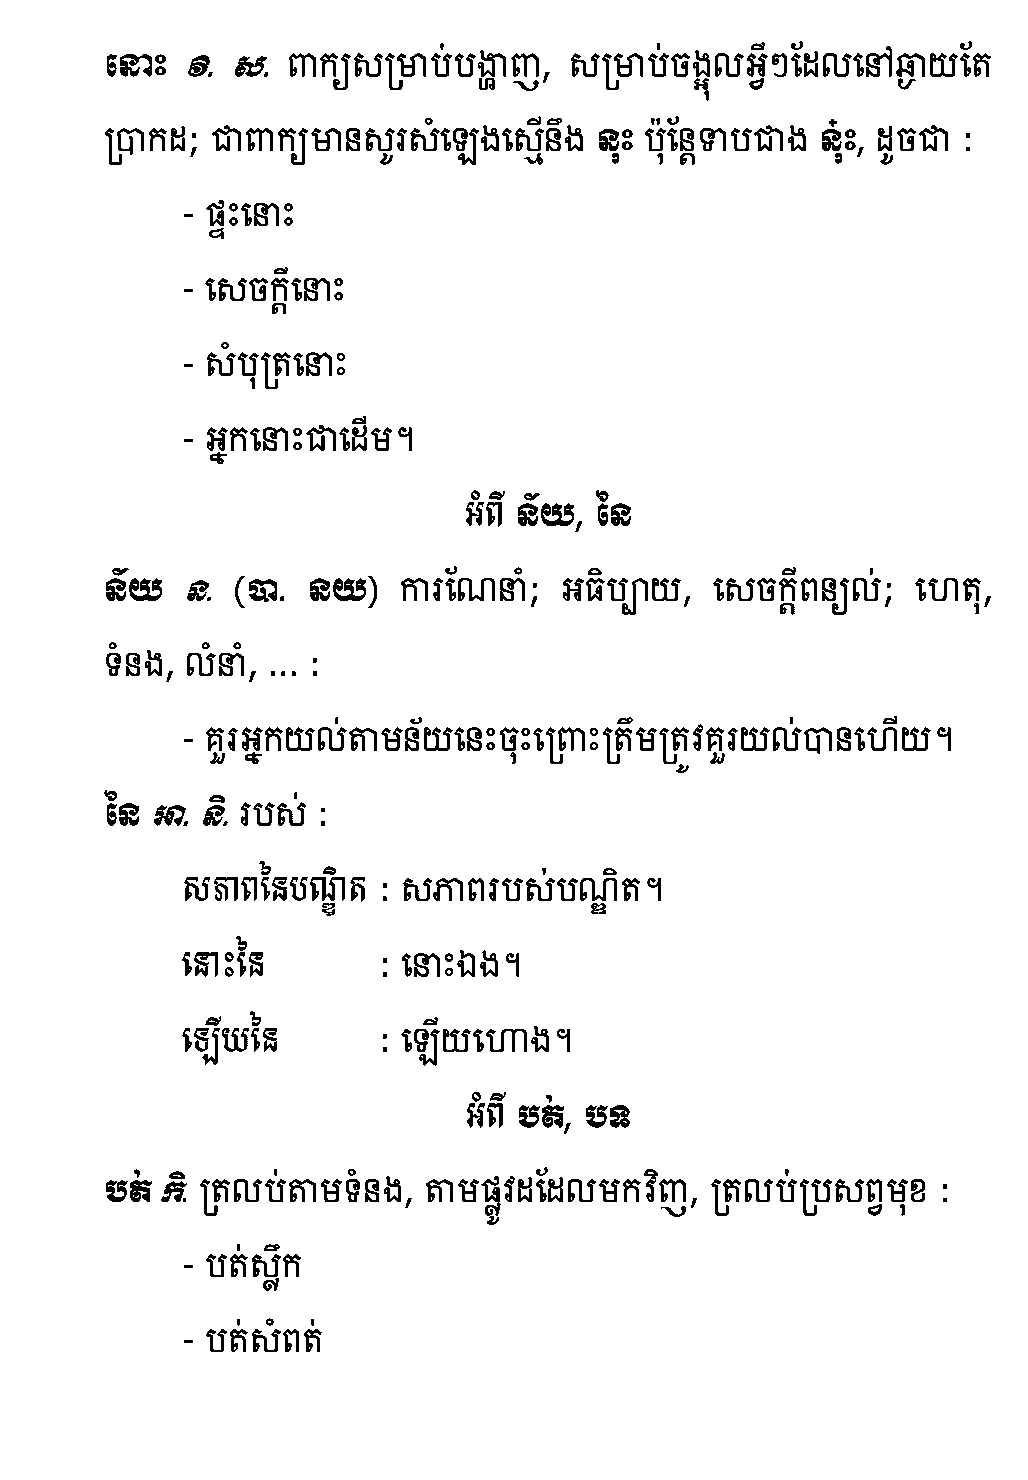 នោះ វិ. ស. ពាក្យសម្រាប់បង្ហាញ, សម្រាប់ចង្អុលអ្វីៗដែលនៅឆ្ងាយតែ
ប្រាកដ; ជាពាក្យមានសូរសំឡេងស្មើនឹង នុះ ប៉ុន្តែទាបជាង ន៎ុះ, ដូចជា :
- ផ្ទះនោះ
- សេចក្តីនោះ
- សំបុត្រនោះ
- អ្នកនោះជាដើម។
អំពី ន័យ, នៃ
ន័យ ន. (បា. នយ) ការណែនាំ; អធិប្បាយ, សេចក្តីពន្យល់; ហេតុ,
ទំនង, លំនាំ, ... :
- គួរអ្នកយល់តាមន័យនេះចុះព្រោះត្រឹមត្រូវគួរយល់បានហើយ។
នៃ អា. និ. របស់ :
សភាពនៃបណ្ឌិត : សភាពរបស់បណ្ឌិត។
នោះនៃ : នោះឯង។
ឡើយនៃ : ឡើយហោង។
អំពី បត់, បទ
បត់ កិ. ត្រលប់តាមទំនង, តាមផ្លូវដដែលមកវិញ, ត្រលប់ប្រសព្វមុខ :
- បត់ស្លឹក
- បត់សំពត់